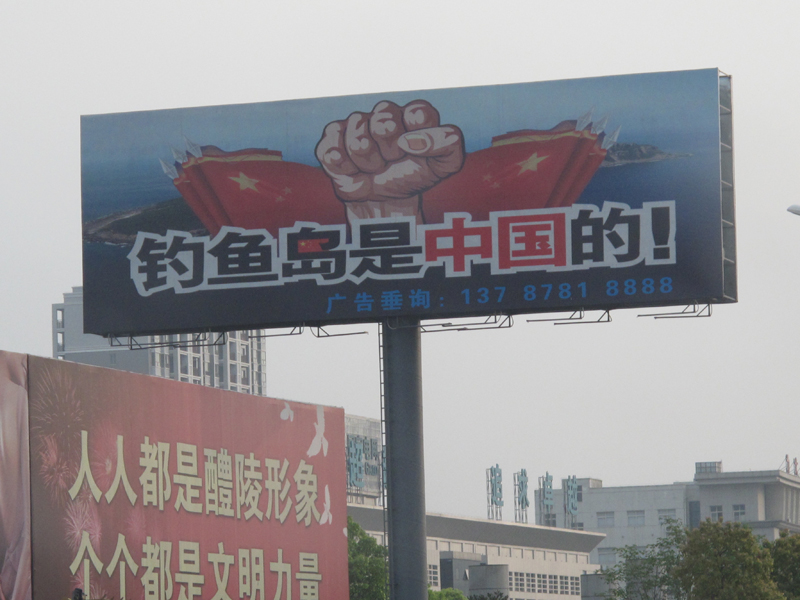 钓鱼岛是中国的!
广告垂询: 137 8781 8888
人人都是醴陵形象
个个都是文明力量